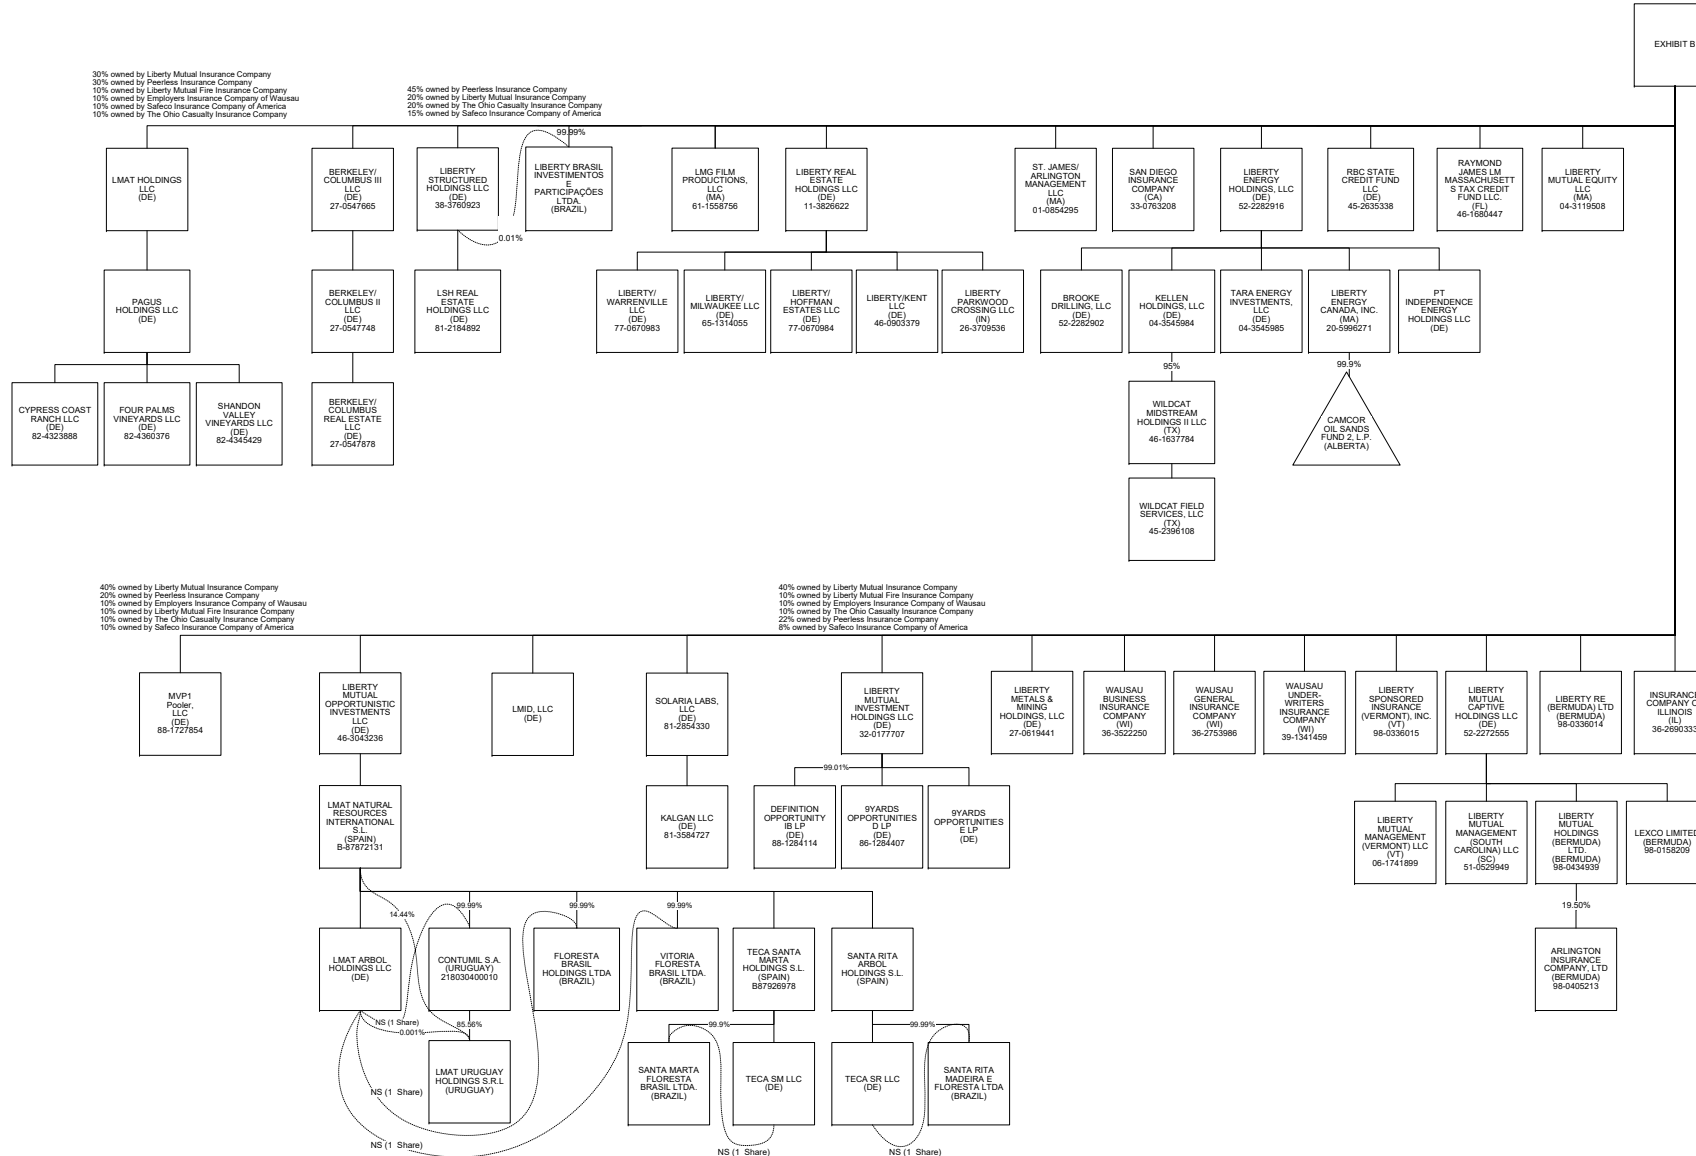 EXHIBIT B
30% owned by Liberty Mutual Insurance Company
30% owned by Peerless Insurance Company
10% owned by Liberty Mutual Fire Insurance Company
10% owned by Employers Insurance Company of Wausau
10% owned by Safeco Insurance Company of America
10% owned by The Ohio Casualty Insurance Company
45% owned by Peerless Insurance Company
20% owned by Liberty Mutual Insurance Company
20% owned by The Ohio Casualty Insurance Company
15% owned by Safeco Insurance Company of America
99.99%
LMAT HOLDINGS
LLC
(DE)
BERKELEY/
COLUMBUS III
LLC
(DE)
27-0547665
LIBERTY
STRUCTURED
HOLDINGS LLC
(DE)
38-3760923
LIBERTY BRASIL
INVESTIMENTOS
E
PARTICIPAÇÕES
LTDA.
(BRAZIL)
LMG FILM
PRODUCTIONS,
LLC
(MA)
61-1558756
LIBERTY REAL
ESTATE
HOLDINGS LLC
(DE)
11-3826622
ST. JAMES/
ARLINGTON
MANAGEMENT
LLC
(MA)
01-0854295
SAN DIEGO
INSURANCE
COMPANY
(CA)
33-0763208
LIBERTY
ENERGY
HOLDINGS, LLC
(DE)
52-2282916
RBC STATE
CREDIT FUND
LLC
(DE)
45-2635338
RAYMOND
JAMES LM
MASSACHUSETT
S TAX CREDIT
FUND LLC.
(FL)
46-1680447
LIBERTY
MUTUAL EQUITY
LLC
(MA)
04-3119508
0.01%
PAGUS
HOLDINGS LLC
(DE)
BERKELEY/
COLUMBUS II
LLC
(DE)
27-0547748
LSH REAL
ESTATE
HOLDINGS LLC
(DE)
81-2184892
LIBERTY/
WARRENVILLE
LLC
(DE)
77-0670983
LIBERTY/
MILWAUKEE LLC
(DE)
65-1314055
LIBERTY/
HOFFMAN
ESTATES LLC
(DE)
77-0670984
LIBERTY/KENT
LLC
(DE)
46-0903379
LIBERTY
PARKWOOD
CROSSING LLC
(IN)
26-3709536
BROOKE
DRILLING, LLC
(DE)
52-2282902
KELLEN
HOLDINGS, LLC
(DE)
04-3545984
TARA ENERGY
INVESTMENTS,
LLC
(DE)
04-3545985
LIBERTY
ENERGY
CANADA, INC.
(MA)
20-5996271
PT
INDEPENDENCE
ENERGY
HOLDINGS LLC
(DE)
95%
99.9%
CYPRESS COAST
RANCH LLC
(DE)
82-4323888
FOUR PALMS
VINEYARDS LLC
(DE)
82-4360376
SHANDON
VALLEY
VINEYARDS LLC
(DE)
82-4345429
BERKELEY/
COLUMBUS
REAL ESTATE
LLC
(DE)
27-0547878
WILDCAT
MIDSTREAM
HOLDINGS II LLC
(TX)
46-1637784
CAMCOR
OIL SANDS
FUND 2, L.P.
(ALBERTA)
WILDCAT FIELD
SERVICES, LLC
(TX)
45-2396108
40% owned by Liberty Mutual Insurance Company
20% owned by Peerless Insurance Company
10% owned by Employers Insurance Company of Wausau
10% owned by Liberty Mutual Fire Insurance Company
10% owned by The Ohio Casualty Insurance Company
10% owned by Safeco Insurance Company of America
40% owned by Liberty Mutual Insurance Company
10% owned by Liberty Mutual Fire Insurance Company
10% owned by Employers Insurance Company of Wausau
10% owned by The Ohio Casualty Insurance Company
22% owned by Peerless Insurance Company
8% owned by Safeco Insurance Company of America
MVP1
Pooler,
LLC
(DE)
88-1727854
LIBERTY
MUTUAL
OPPORTUNISTIC
INVESTMENTS
LLC
(DE)
46-3043236
LMID, LLC
(DE)
SOLARIA LABS,
LLC
(DE)
81-2854330
LIBERTY
MUTUAL
INVESTMENT
HOLDINGS LLC
(DE)
32-0177707
LIBERTY
METALS &
MINING
HOLDINGS, LLC
(DE)
27-0619441
WAUSAU
BUSINESS
INSURANCE
COMPANY
(WI)
36-3522250
WAUSAU
GENERAL
INSURANCE
COMPANY
(WI)
36-2753986
WAUSAU
UNDER-
WRITERS
INSURANCE
COMPANY
(WI)
39-1341459
LIBERTY
SPONSORED
INSURANCE
(VERMONT), INC.
(VT)
98-0336015
LIBERTY
MUTUAL
CAPTIVE
HOLDINGS LLC
(DE)
52-2272555
LIBERTY RE
(BERMUDA) LTD
(BERMUDA)
98-0336014
INSURANCE
COMPANY O
ILLINOIS
(IL)
36-2690333
99.01%
LMAT NATURAL
RESOURCES
INTERNATIONAL
S.L.
(SPAIN)
B-87872131
KALGAN LLC
(DE)
81-3584727
DEFINITION
OPPORTUNITY
IB LP
(DE)
88-1284114
9YARDS
OPPORTUNITIES
D LP
(DE)
86-1284407
9YARDS
OPPORTUNITIES
E LP
(DE)
LIBERTY
MUTUAL
MANAGEMENT
(VERMONT) LLC
(VT)
06-1741899
LIBERTY
MUTUAL
MANAGEMENT
(SOUTH
CAROLINA) LLC
(SC)
51-0529949
LIBERTY
MUTUAL
HOLDINGS
(BERMUDA)
LTD.
(BERMUDA)
98-0434939
LEXCO LIMITED
(BERMUDA)
98-0158209
14.44%
99.99%
99.99%
99.99%
19.50%
LMAT ARBOL
HOLDINGS LLC
(DE)
CONTUMIL S.A.
(URUGUAY)
218030400010
FLORESTA
BRASIL
HOLDINGS LTDA
(BRAZIL)
VITORIA
FLORESTA
BRASIL LTDA.
(BRAZIL)
TECA SANTA
MARTA
HOLDINGS S.L.
(SPAIN)
B87926978
SANTA RITA
ARBOL
HOLDINGS S.L.
(SPAIN)
ARLINGTON
INSURANCE
COMPANY, LTD
(BERMUDA)
98-0405213
NS (1 Share)
0.001%
85.56%
99.9%
99.99%
LMAT URUGUAY
HOLDINGS S.R.L
(URUGUAY)
SANTA MARTA
FLORESTA
BRASIL LTDA.
(BRAZIL)
TECA SM LLC
(DE)
TECA SR LLC
(DE)
SANTA RITA
MADEIRA E
FLORESTA LTDA
(BRAZIL)
NS (1 Share)
NS (1 Share)
NS (1 Share)
NS (1 Share)